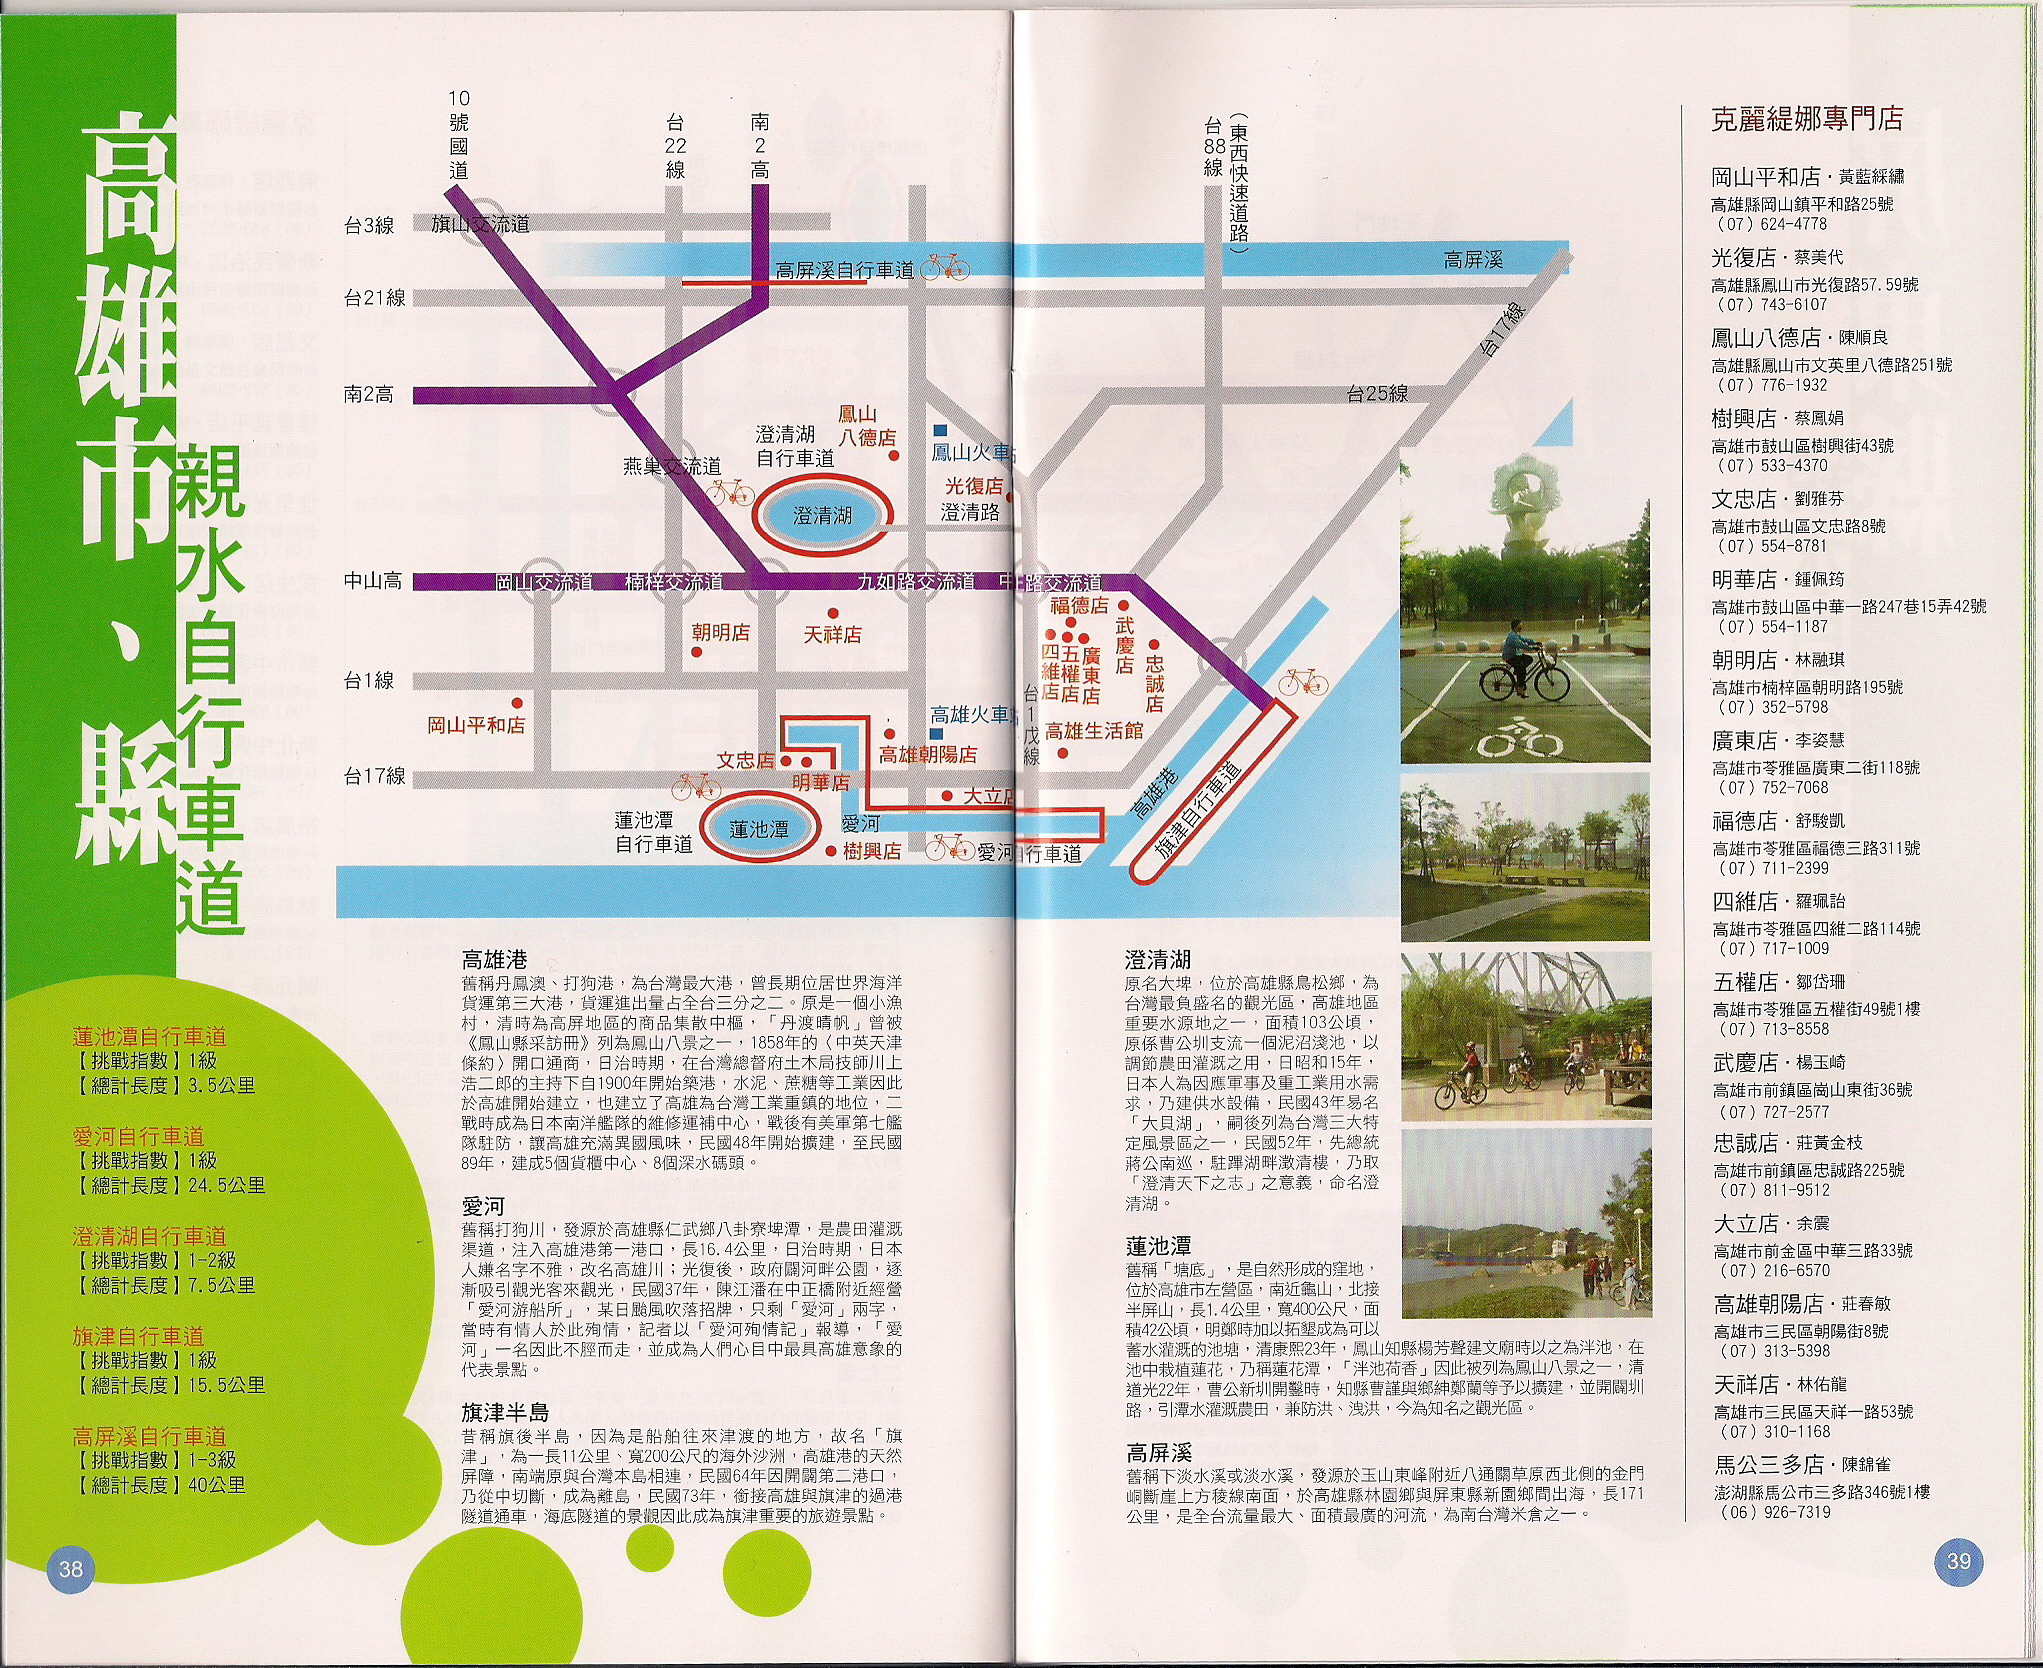 高雄市、縣
親水自行車道
蓮池潭自行車道
【挑戰指數】1級
【總計長度】3.5公里
愛河自行車道
【挑戰指數】1級
【總計長度】24.5公里
澄清湖自行車道
【挑戰指數】1-2級
【總計長度】7.5公里
旗津自行車道
【挑戰指數】1級
【總計長度】15.5公里
高屏溪自行車道
【挑戰指數】1-3級
【總計長度】40公里
38
10號國道
台22線
南2高
台88線
(東西快速道路)
台3線
旗山交流道
高屏溪自行車道
高屏溪
台21線
台17線
南2高
台25線
鳳山
八德店
澄清湖
自行車道
鳳山火車
燕巢交流道
光復店
澄清路
澄清湖
中山高
岡山交流道
楠梓交流道
九如路交流道
中正路交流道
福德店
武慶店
朝明店
天祥店
四維店
五權店
廣東店
忠誠店
台1線
岡山平和店
高雄火車
台1戊線
高雄生活館
高雄朝陽店
文忠店
明華店
台17線
大立店
高雄港
旗津自行車道
蓮池潭
自行車道
蓮池潭
愛河
樹興店
愛河自行車道
高雄港
舊稱丹鳳澳、打狗港，為台灣最大港，曾長期位居世界海洋
貨運第三大港，貨運進出量占全台三分之二。原是一個小漁
村，清時為高屏地區的商品集散中樞，「丹渡晴帆」曾被
《鳳山縣采訪冊》列為鳳山八景之一，1858年的〈中英天津
條約〉開口通商，日治時期，在台灣總督府土木局技師川上
浩二郎的主持下自1900年開始築港，水泥、蔗糖等工業因此
於高雄開始建立，也建立了高雄為台灣工業重鎮的地位，二
戰時成為日本南洋艦隊的維修運補中心，戰後有美軍第七艦
隊駐防，讓高雄充滿異國風味，民國48年開始擴建，至民國
89年，建成5個貨櫃中心、8個深水碼頭。
愛河
舊稱打狗川，發源於高雄縣仁武鄉八卦寮埤潭，是農田灌溉
渠道，注入高雄港第一港口，長16.4公里，日治時期，日本
人嫌名字不雅，改名高雄川；光復後，政府闢河畔公園，逐
漸吸引觀光客來觀光，民國37年，陳江潘在中正橋附近經營
「愛河游船所」，某日颱風吹落招牌，只剩「愛河」兩字，
當時有情人於此殉情，記者以「愛河殉情記」報導，「愛
河」一名因此不脛而走，並成為人們心目中最具高雄意象的
代表景點。
旗津半島
昔稱旗後半島，因為是船舶往來津渡的地方，故名「旗
津」，為一長11公里、寬200公尺的海外沙洲，高雄港的天然
屏障，南端原與台灣本島相連，民國64年因開闢第二港口，
乃從中切斷，成為離島，民國73年，銜接高雄與旗津的過港
隧道通車，海底隧道的景觀因此成為旗津重要的旅遊景點。
澄清湖
原名大埤，位於高雄縣鳥松鄉，為
台灣最負盛名的觀光區，高雄地區
重要水源地之一，面積103公頃，
原係曹公圳支流一個泥沼淺池，以
調節農田灌溉之用，日昭和15年，
日本人為因應軍事及重工業用水需
求，乃建供水設備，民國43年易名
「大貝湖」，嗣後列為台灣三大特
定風景區之一，民國52年，先總統
蔣公南巡，駐蹕湖畔澂清樓，乃取
「澄清天下之志」之意義，命名澄
清湖。
蓮池潭
舊稱「塘底」，是自然形成的窪地，
位於高雄市左營區，南近龜山，北接
半屏山，長1.4公里，寬400公尺，面
積42公頃，明鄭時加以拓墾成為可以
蓄水灌溉的池塘，清康熙23年，鳳山知縣楊芳聲建文廟時以之為泮池，在
池中栽植蓮花，乃稱蓮花潭，「泮池荷香」因此被列為鳳山八景之一，清
道光22年，曹公新圳開鑿時，知縣曹謹與鄉紳鄭蘭等予以擴建，並開闢圳
路，引潭水灌溉農田，兼防洪、洩洪，今為知名之觀光區。
高屏溪
舊稱下淡水溪或淡水溪，發源於玉山東峰附近八通關草原西北側的金門
峒斷崖上方稜線南面，於高雄縣林園鄉與屏東縣新園鄉間出海，長171
公里，是全台流量最大、面積最廣的河流，為南台灣米倉之一。
克麗緹娜專門店
岡山平和店·黃藍綵繡
高雄縣岡山鎮平和路25號
(07) 624-4778
光復店·蔡美代
高雄縣鳳山市光復路57.59號
(07) 743-6107
鳳山八德店·陳順良
高雄縣鳳山市文英里八德路251號
(07) 776-1932
樹興店·蔡鳳娟
高雄市鼓山區樹興街43號
(07) 533-4370
文忠店·劉雅芬
高雄市鼓山區文忠路8號
(07) 554-8781
明華店·鍾佩筠
高雄市鼓山區中華一路247巷15弄42號
(07) 554-1187
朝明店·林融琪
高雄市楠梓區朝明路195號
(07) 352-5798
廣東店·李姿慧
高雄市苓雅區廣東二街118號
(07) 752-7068
福德店·舒駿凱
高雄市苓雅區福德三路311號
(07) 711-2399
四維店·羅珮詒
高雄市苓雅區四維二路114號
(07) 717-1009
五權店·鄒岱珊
高雄市苓雅區五權街49號1樓
(07) 713-8558
武慶店·楊玉崎
高雄市前鎮區崗山東街36號
(07) 727-2577
忠誠店·莊黃金枝
高雄市前鎮區忠誠路225號
(07) 811-9512
大立店·余震
高雄市前金區中華三路33號
(07) 216-6570
高雄朝陽店·莊春敏
高雄市三民區朝陽街8號
(07) 313-5398
天祥店·林佑龍
高雄市三民區天祥一路53號
(07) 310-1168
馬公三多店·陳錦雀
澎湖縣馬公市三多路346號1樓
(06) 926-7319
39